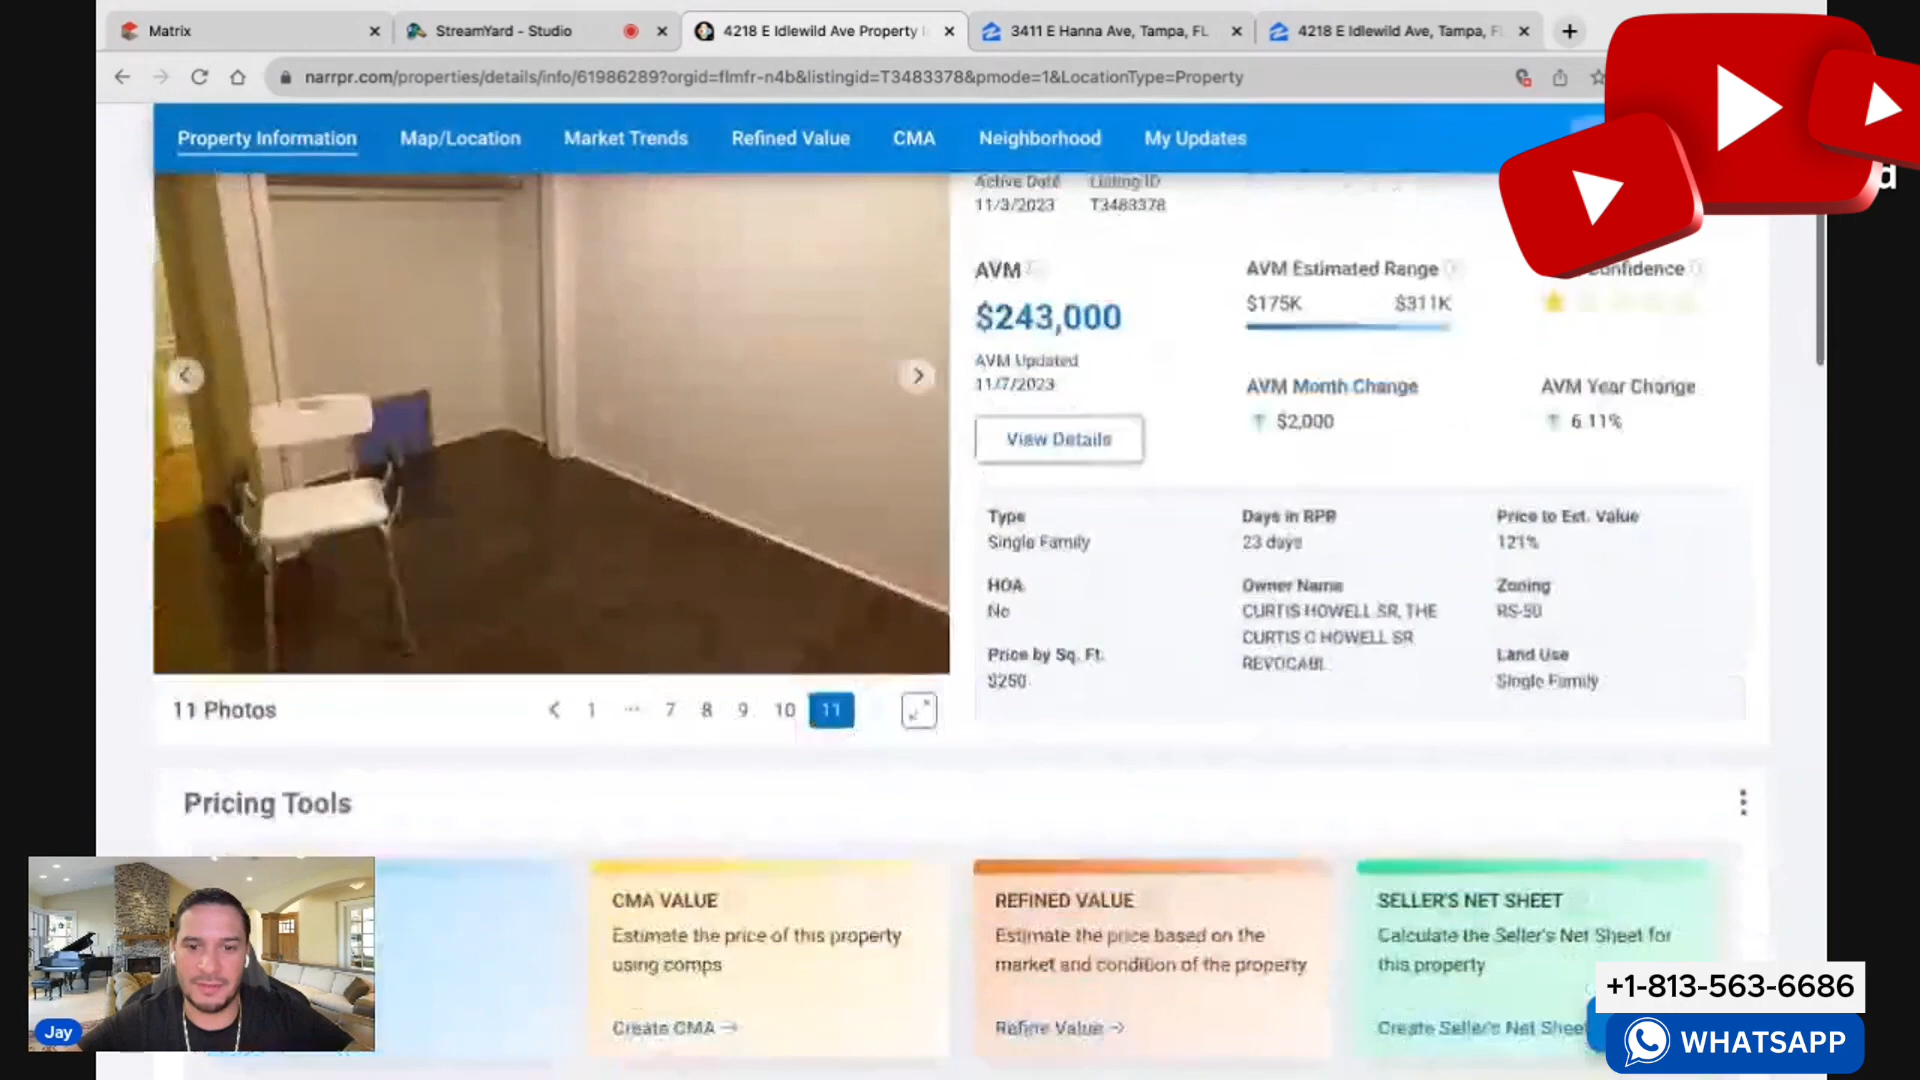 Matrix
StreamYard - Studio
4218 E Idlewild Ave Property I
3411 E Hanna Ave, Tampa, FL
4218 E Idlewild Ave, Tampa, F
narrpr.com/properties/details/info/61986289?orgid=flmfr-n4b&listingid=T3483378&pmode=1&LocationType=Property
Property Information
Map/Location
Market Trends
Refined Value
CMA
Neighborhood
My Updates
d
Active Date
Listing ID
11/3/2023
T3483378
AVM
AVM Estimated Range
onfidence
$243,000
$175K
$311K
AVM Updated
11/7/2023
AVM Month Change
AVM Year Change
$2,000
6.11%
View Details
Type
Days in RPR
Price to Est. Value
Single Family
23 days
121%
HOA
Owner Name
Zoning
No
CURTIS HOWELL SR, THE
RS-50
CURTIS C HOWELL SR
REVOCABL
Price by Sq. Ft.
Land Use
$250
Single Family
11 Photos
1
...
7
8
9
10
11
Pricing Tools
CMA VALUE
Estimate the price of this property
using comps
Create CMA
REFINED VALUE
Estimate the price based on the
market and condition of the property
Refine Value
SELLER'S NET SHEET
Calculate the Seller's Net Sheet for
this property
Create Seller's Net Sheet
Jay
+1-813-563-6686
WHATSAPP